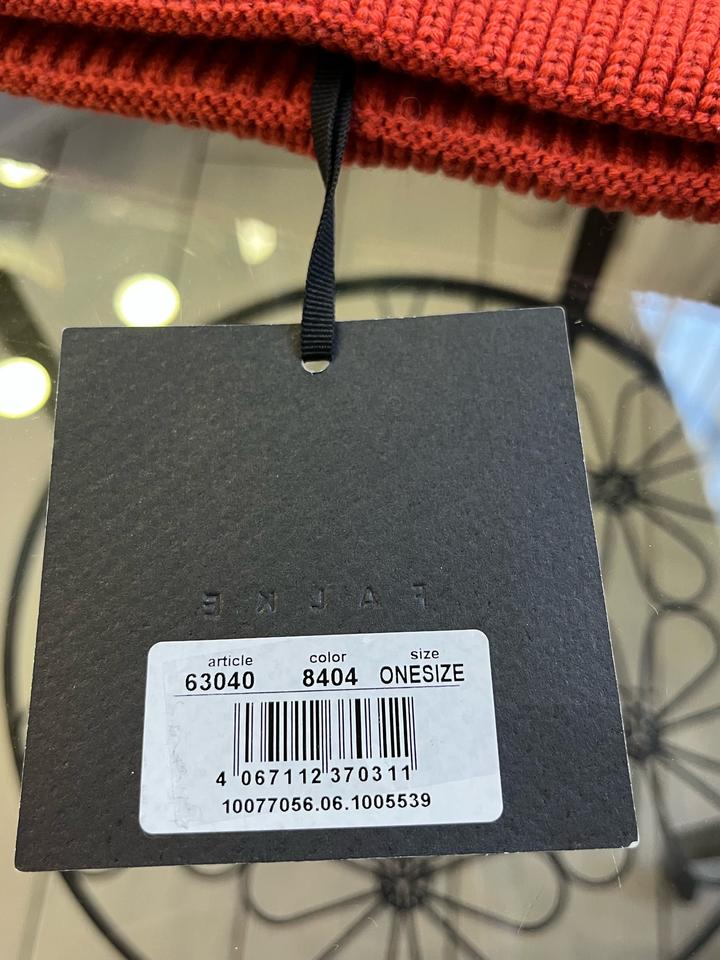 FALKE
article color size
63040 8404 ONESIZE
4 067112 370311
10077056.06.1005539